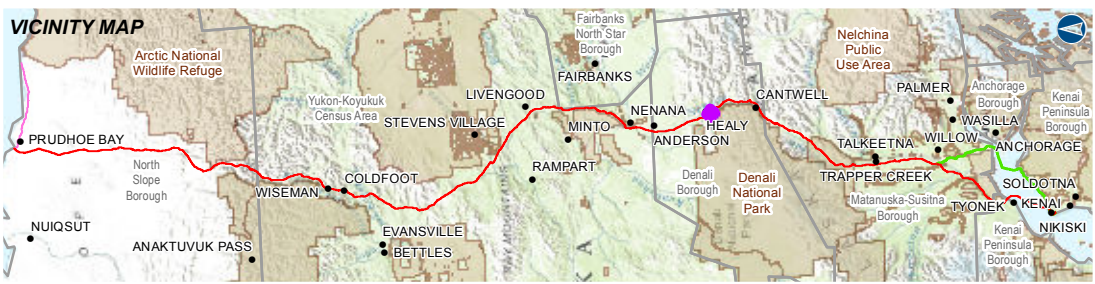 VICINITY MAP
Arctic National
Wildlife Refuge
Fairbanks
North Star
Borough
FAIRBANKS
Nelchina
Public
Use Area
PALMER
Anchorage
Borough
Kenai
Peninsula
Borough
Yukon-Koyukuk
Census Area
LIVENGOOD
STEVENS VILLAGE
NENANA
CANTWELL
WASILLA
PRUDHOE BAY
MINTO
ANDERSON
HEALY
TALKEETNA
WILLOW
ANCHORAGE
North
Slope
Borough
WISEMAN
COLDFOOT
RAMPART
Denali
Borough
Denali
National
Park
TRAPPER CREEK
Matanuska-Susitna
Borough
SOLDOTNA
TYONEK
KENAI
NIKISKI
NUIQSUT
ANAKTUVUK PASS
EVANSVILLE
BETTLES
Kenai
Peninsula
Borough
K A